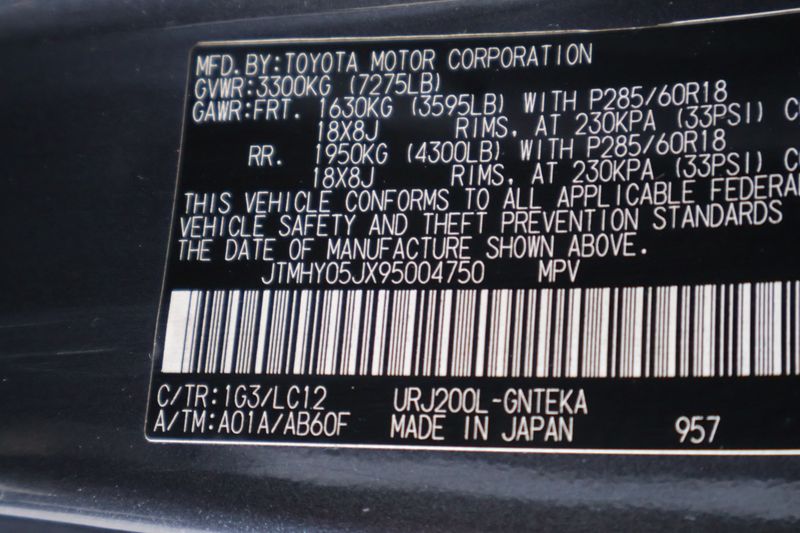 MFD.BY:TOYOTA MOTOR CORPORATION
GVWR:3300KG (7275LB)
GAWR:FRT. 1630KG (3595LB) WITH P285/60R18
18X8J RIMS, AT 230KPA (33PSI) C
RR. 1950KG (4300LB) WITH P285/60R18
18X8J RIMS, AT 230KPA (33PSI) C
THIS VEHICLE CONFORMS TO ALL APPLICABLE FEDERA
VEHICLE SAFETY AND THEFT PREVENTION STANDARDS
THE DATE OF MANUFACTURE SHOWN ABOVE.
JTMHY05JX95004750 MPV
C/TR:1G3/LC12 URJ200L-GNTEKA
A/TM:A01A/AB60F MADE IN JAPAN 957